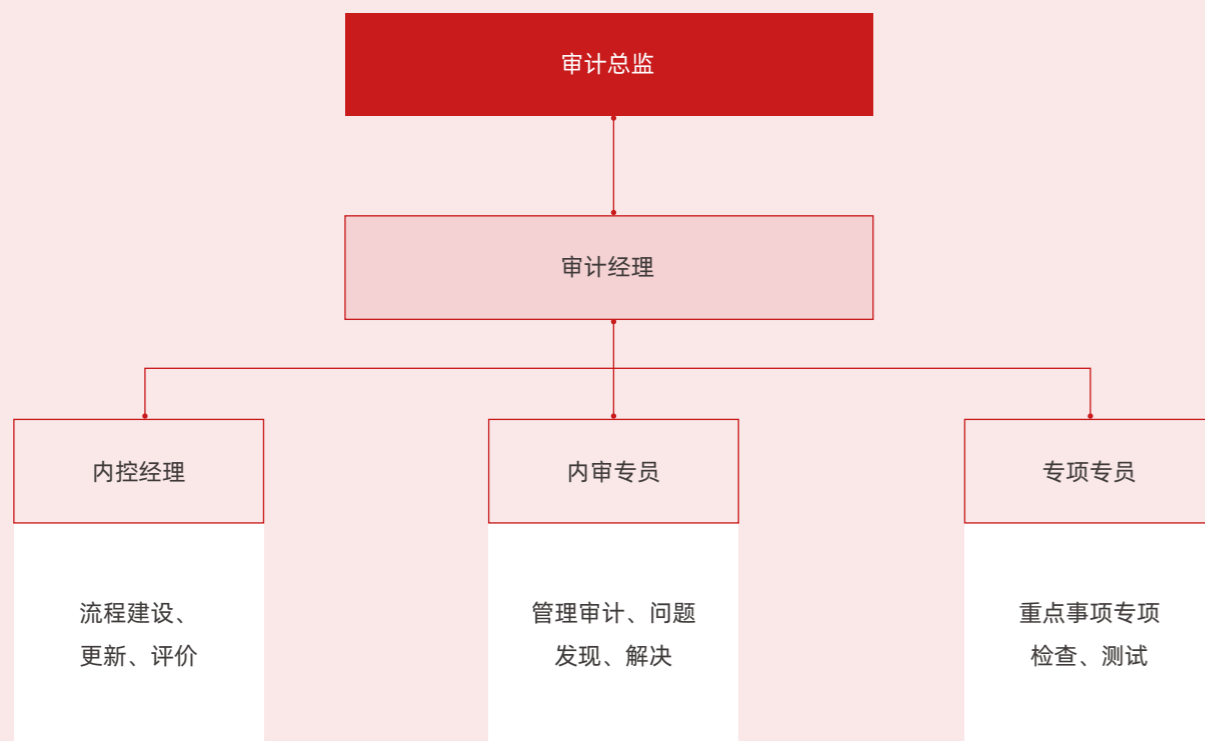 审计总监
审计经理
内控经理
内审专员
专项专员
流程建设、
更新、评价
管理审计、问题
发现、解决
重点事项专项
检查、测试